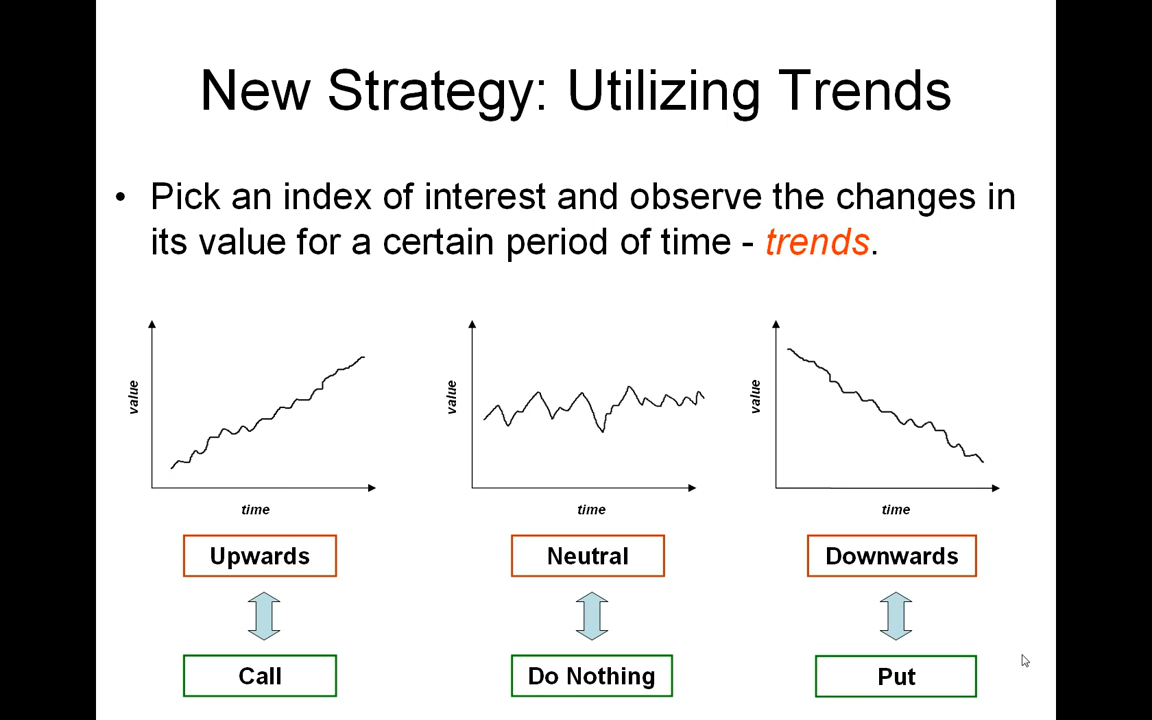 New Strategy: Utilizing Trends
• Pick an index of interest and observe the changes in
its value for a certain period of time - trends.
value
time
value
time
value
time
Upwards
Neutral
Downwards
Call
Do Nothing
Put